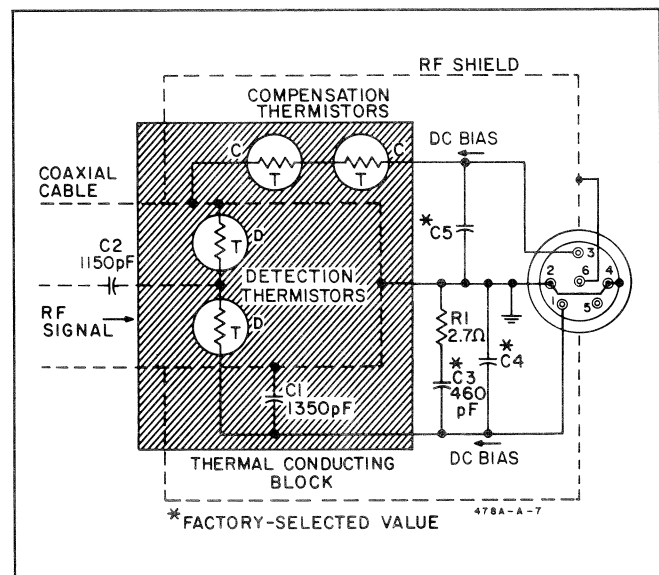 RF SHIELD
COMPENSATION
THERMISTORS
DC BIAS
C
C
T
T
COAXIAL
CABLE
*C5
D
T
C2
1150pF
DETECTION
THERMISTORS
3
2
6
4
1
5
RF
SIGNAL
D
T
R1
2.7Ω
*
C3
460
pF
*
C4
C1
1350pF
DC BIAS
THERMAL CONDUCTING
BLOCK
*FACTORY-SELECTED VALUE
478A-A-7